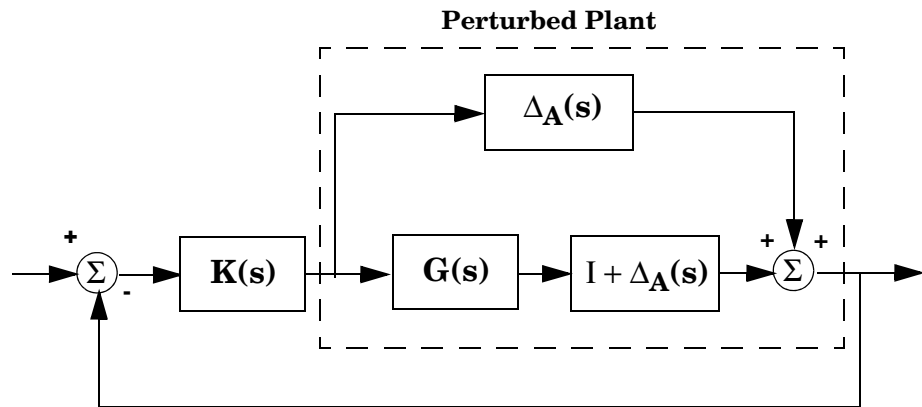 Perturbed Plant
Δ_A(s)
+
Σ
-
K(s)
G(s)
I + Δ_A(s)
+
Σ
+